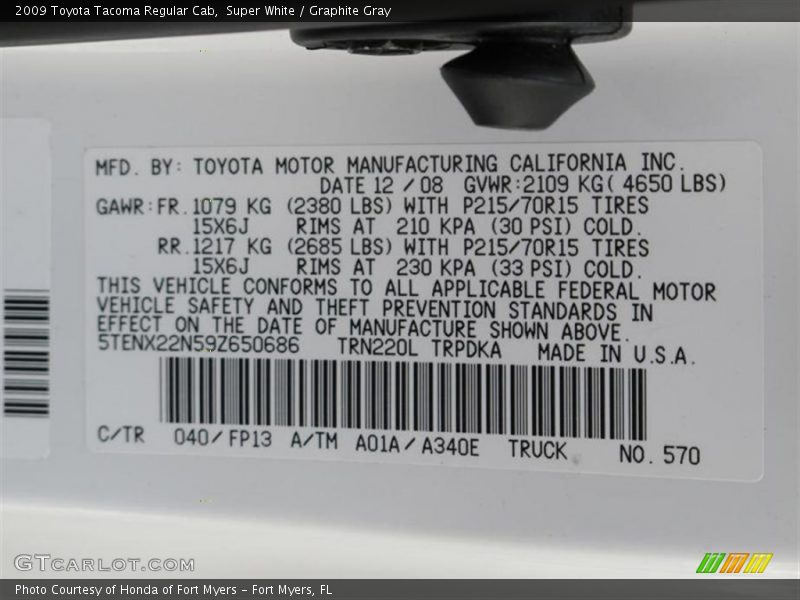 2009 Toyota Tacoma Regular Cab,  Super White / Graphite Gray
MFD. BY: TOYOTA MOTOR MANUFACTURING CALIFORNIA INC.
DATE 12 / 08   GVWR:2109 KG( 4650 LBS)
GAWR:FR.1079 KG (2380 LBS) WITH P215/70R15 TIRES
15X6J   RIMS AT  210 KPA (30 PSI) COLD.
RR.1217 KG (2685 LBS) WITH P215/70R15 TIRES
15X6J   RIMS AT  230 KPA (33 PSI) COLD.
THIS VEHICLE CONFORMS TO ALL APPLICABLE FEDERAL MOTOR
VEHICLE SAFETY AND THEFT PREVENTION STANDARDS IN
EFFECT ON THE DATE OF MANUFACTURE SHOWN ABOVE.
5TENX22N59Z650686   TRN220L TRPDKA   MADE IN U.S.A.
C/TR   040/FP13  A/TM  A01A/A340E   TRUCK   NO. 570
GTCARLOT.COM
Photo Courtesy of Honda of Fort Myers - Fort Myers, FL